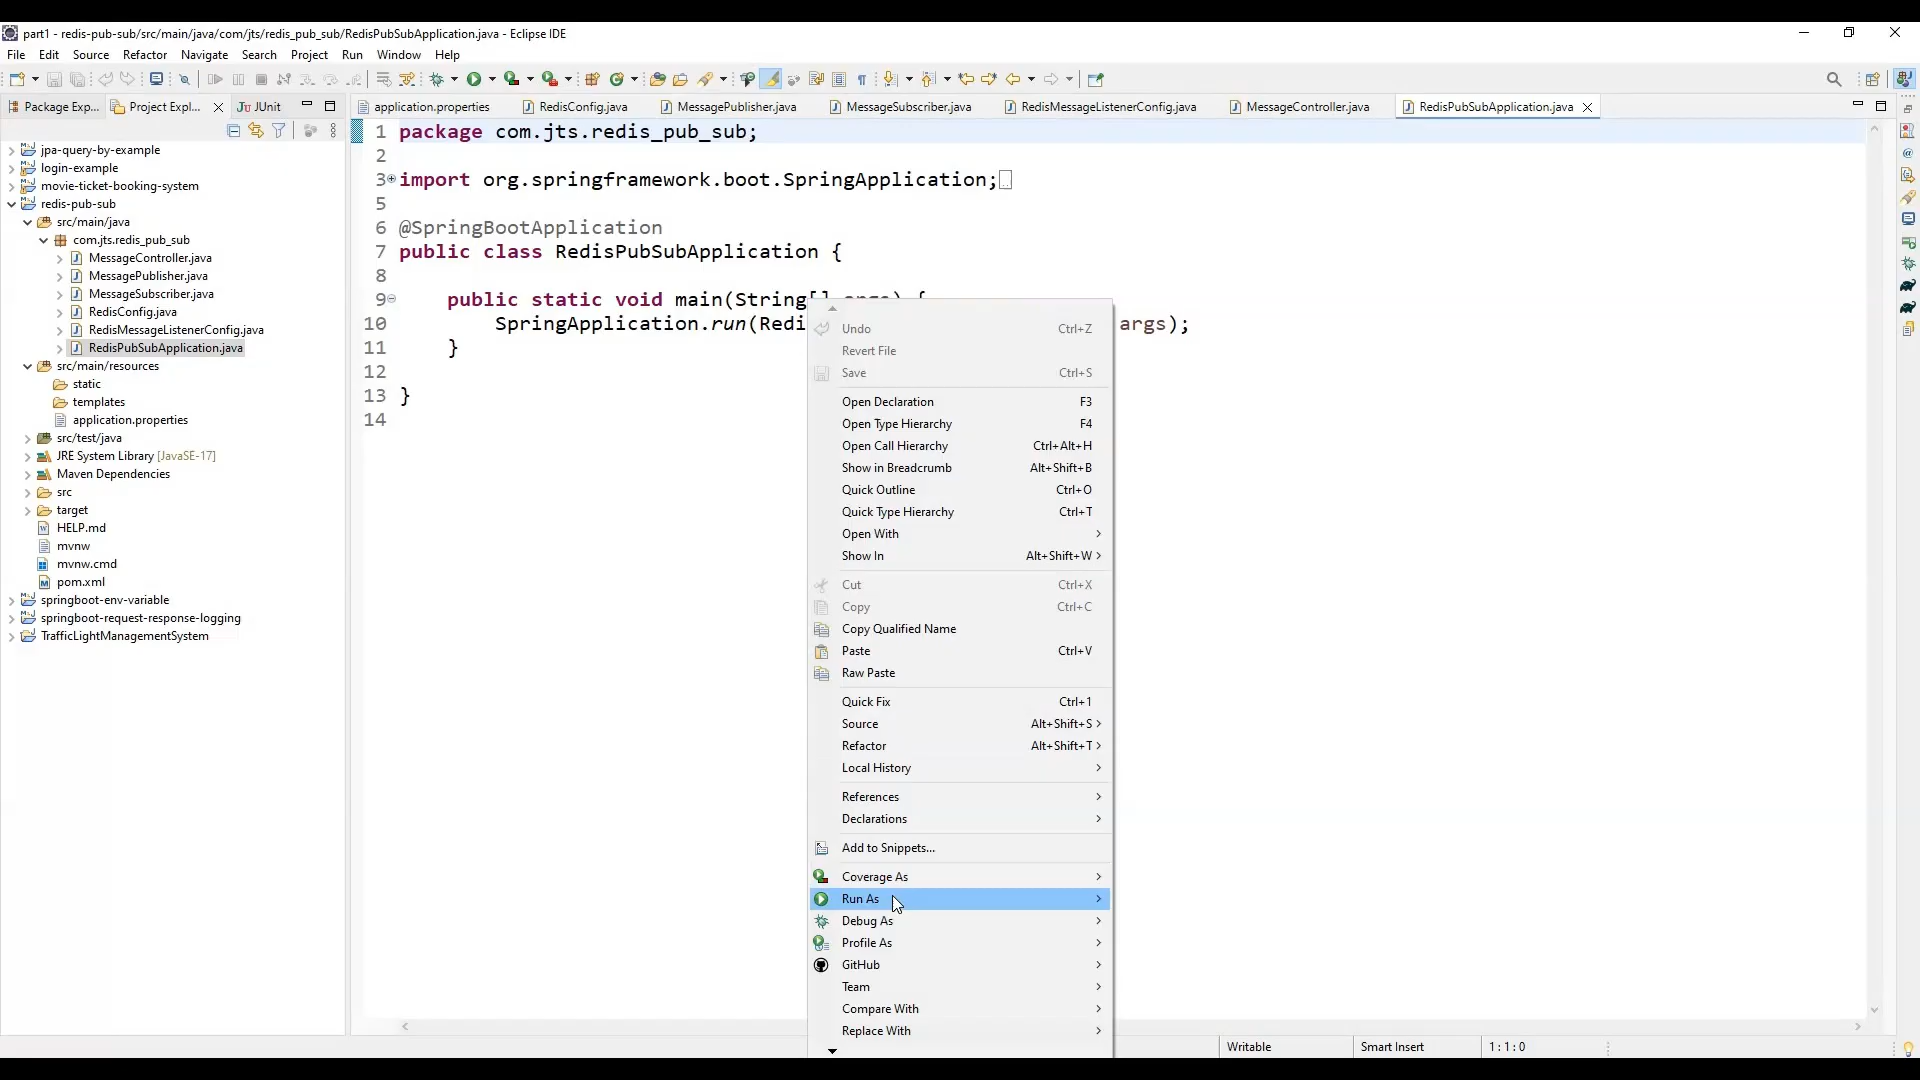 part1 - redis-pub-sub/src/main/java/com/jts/redis_pub_sub/RedisPubSubApplication.java - Eclipse IDE
File Edit Source Refactor Navigate Search Project Run Window Help
Package Exp... Project Expl... JUnit
application.properties RedisConfig.java MessagePublisher.java MessageSubscriber.java RedisMessageListenerConfig.java MessageController.java RedisPubSubApplication.java
jpa-query-by-example
login-example
movie-ticket-booking-system
redis-pub-sub
src/main/java
com.jts.redis_pub_sub
MessageController.java
MessagePublisher.java
MessageSubscriber.java
RedisConfig.java
RedisMessageListenerConfig.java
RedisPubSubApplication.java
src/main/resources
static
templates
application.properties
src/test/java
JRE System Library [JavaSE-17]
Maven Dependencies
src
target
HELP.md
mvnw
mvnw.cmd
pom.xml
springboot-env-variable
springboot-request-response-logging
TrafficLightManagementSystem
1 package com.jts.redis_pub_sub;
2
3 import org.springframework.boot.SpringApplication;
5
6 @SpringBootApplication
7 public class RedisPubSubApplication {
8
9 public static void main(String[] args) {
10 SpringApplication.run(Redi args);
11 }
12
13 }
14
Undo Ctrl+Z
Revert File
Save Ctrl+S
Open Declaration F3
Open Type Hierarchy F4
Open Call Hierarchy Ctrl+Alt+H
Show in Breadcrumb Alt+Shift+B
Quick Outline Ctrl+O
Quick Type Hierarchy Ctrl+T
Open With
Show In Alt+Shift+W
Cut Ctrl+X
Copy Ctrl+C
Copy Qualified Name
Paste Ctrl+V
Raw Paste
Quick Fix Ctrl+1
Source Alt+Shift+S
Refactor Alt+Shift+T
Local History
References
Declarations
Add to Snippets...
Coverage As
Run As
Debug As
Profile As
GitHub
Team
Compare With
Replace With
Writable Smart Insert 1 : 1 : 0